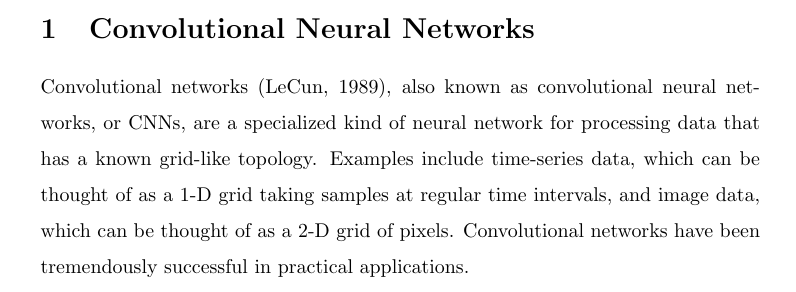 1 Convolutional Neural Networks
Convolutional networks (LeCun, 1989), also known as convolutional neural net-
works, or CNNs, are a specialized kind of neural network for processing data that
has a known grid-like topology. Examples include time-series data, which can be
thought of as a 1-D grid taking samples at regular time intervals, and image data,
which can be thought of as a 2-D grid of pixels. Convolutional networks have been
tremendously successful in practical applications.